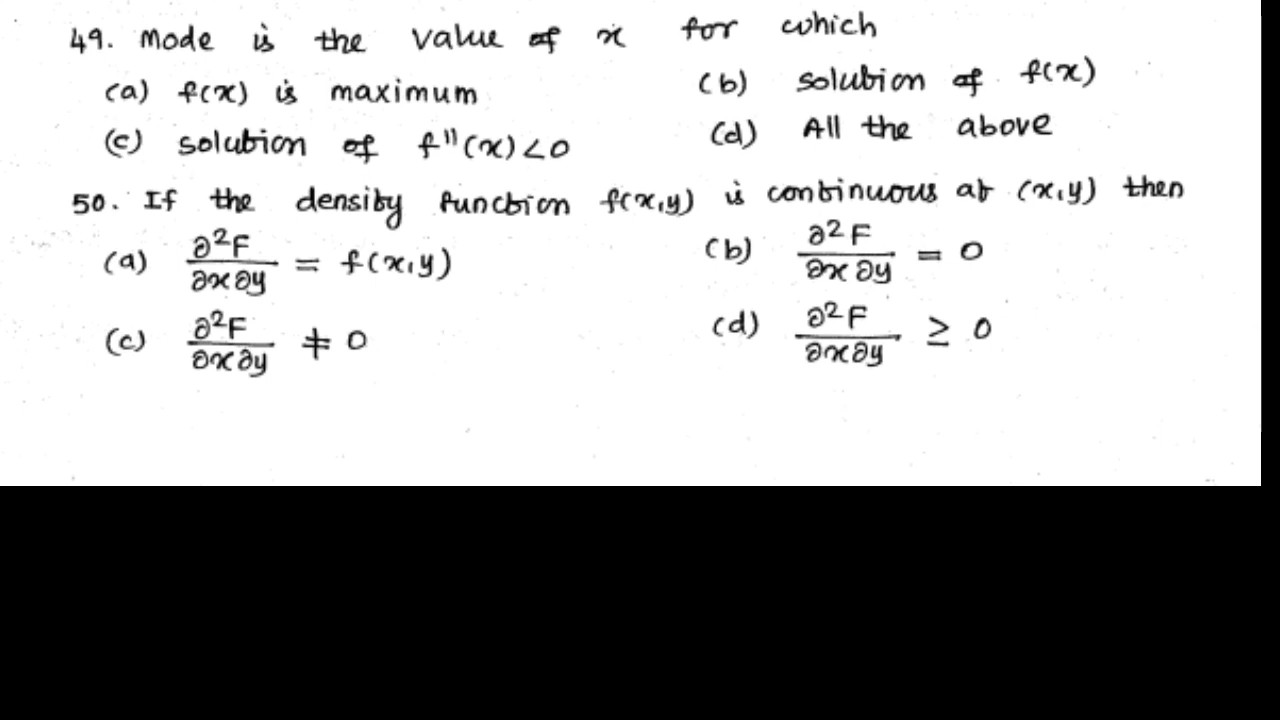 49. Mode is the value of x for which
(a) f(x) is maximum (b) solution of f(x)
(c) solution of f''(x) < 0 (d) All the above
50. If the density function f(x,y) is continuous at (x,y) then
(a) ∂²F/∂x∂y = f(x,y) (b) ∂²F/∂x∂y = 0
(c) ∂²F/∂x∂y ≠ 0 (d) ∂²F/∂x∂y ≥ 0